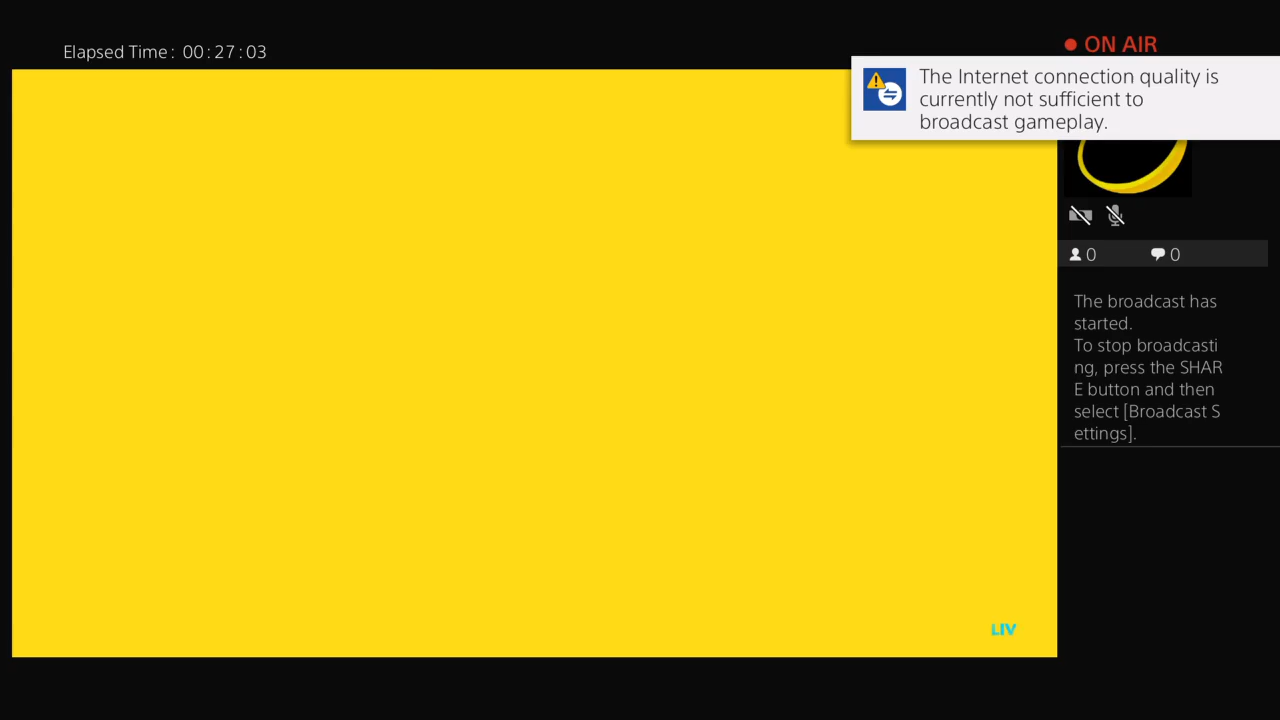 Elapsed Time: 00:27:03
ON AIR
The Internet connection quality is
currently not sufficient to
broadcast gameplay.
0
0
The broadcast has
started.
To stop broadcasti
ng, press the SHAR
E button and then
select [Broadcast S
ettings].
LIV